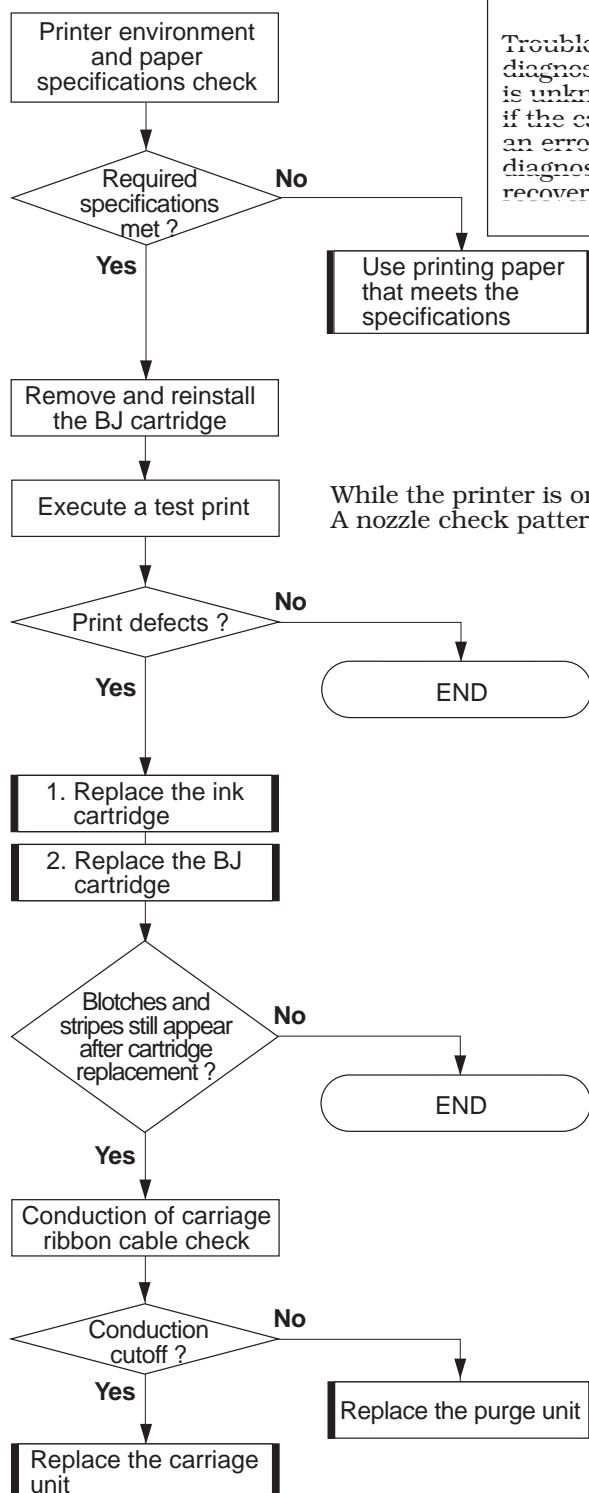 Printer environment
and paper
specifications check
Required
specifications
met ?
No
Yes
Use printing paper
that meets the
specifications
Remove and reinstall
the BJ cartridge
Execute a test print
While the printer is
A nozzle check
Print defects ?
No
Yes
END
1. Replace the ink
cartridge
2. Replace the BJ
cartridge
Blotches and
stripes still appear
after cartridge
replacement ?
No
Yes
END
Conduction of carriage
ribbon cable check
Conduction
cutoff ?
No
Yes
Replace the purge unit
Replace the carriage
unit
is
if the
an